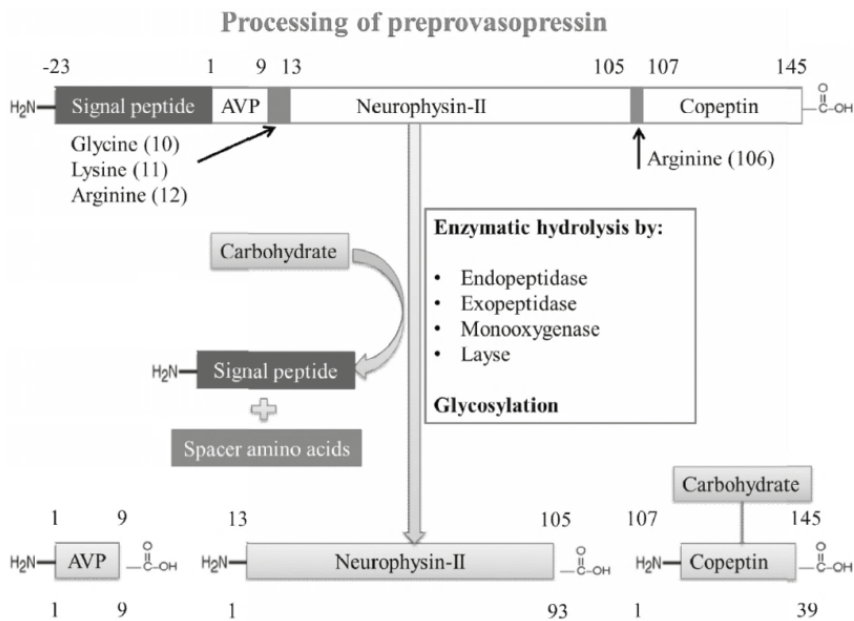 Processing of preprovasopressin
-23 1 9 13 105 107 145
H₂N Signal peptide AVP Neurophysin-II Copeptin C O OH
Glycine (10)
Lysine (11)
Arginine (12)
Arginine (106)
Enzymatic hydrolysis by:
• Endopeptidase
• Exopeptidase
• Monooxygenase
• Layse
Glycosylation
Carbohydrate
H₂N Signal peptide
+
Spacer amino acids
Carbohydrate
1 9 13 105 107 145
H₂N AVP C O OH H₂N Neurophysin-II C O OH H₂N Copeptin C O OH
1 9 1 93 1 39